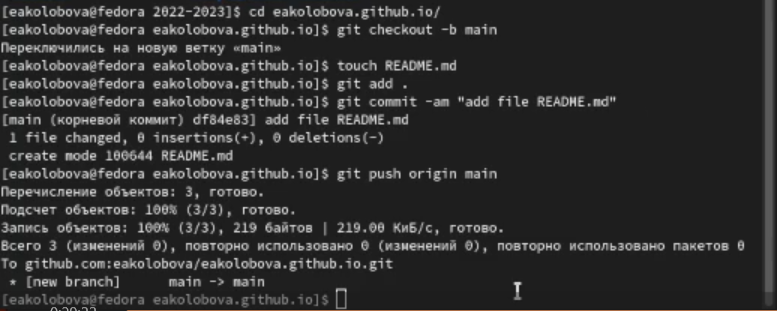 [eakolobova@fedora 2022-2023]$ cd eakolobova.github.io/
[eakolobova@fedora eakolobova.github.io]$ git checkout -b main
Переключились на новую ветку «main»
[eakolobova@fedora eakolobova.github.io]$ touch README.md
[eakolobova@fedora eakolobova.github.io]$ git add .
[eakolobova@fedora eakolobova.github.io]$ git commit -am "add file README.md"
[main (корневой коммит) df84e83] add file README.md
 1 file changed, 0 insertions(+), 0 deletions(-)
 create mode 100644 README.md
[eakolobova@fedora eakolobova.github.io]$ git push origin main
Перечисление объектов: 3, готово.
Подсчет объектов: 100% (3/3), готово.
Запись объектов: 100% (3/3), 219 байтов | 219.00 КиБ/с, готово.
Всего 3 (изменений 0), повторно использовано 0 (изменений 0), повторно использовано пакетов 0
To github.com:eakolobova/eakolobova.github.io.git
 * [new branch]      main -> main
[eakolobova@fedora eakolobova.github.io]$